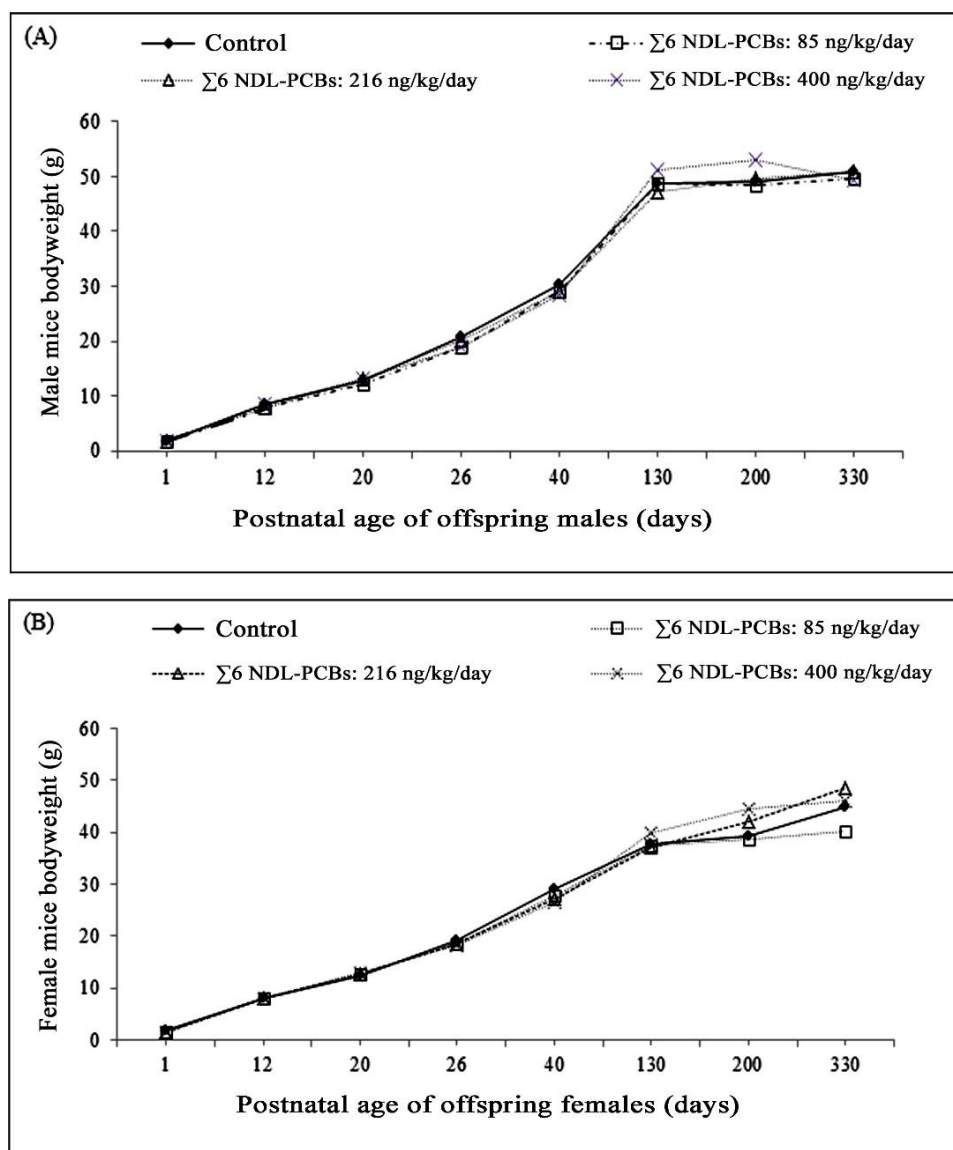 (A)
Control
∑6 NDL-PCBs: 85 ng/kg/day
∑6 NDL-PCBs: 216 ng/kg/day
∑6 NDL-PCBs: 400 ng/kg/day
Male mice bodyweight (g)
60
50
40
30
20
10
0
1 12 20 26 40 130 200 330
Postnatal age of offspring males (days)
(B)
Control
∑6 NDL-PCBs: 85 ng/kg/day
∑6 NDL-PCBs: 216 ng/kg/day
∑6 NDL-PCBs: 400 ng/kg/day
Female mice bodyweight (g)
60
50
40
30
20
10
0
1 12 20 26 40 130 200 330
Postnatal age of offspring females (days)